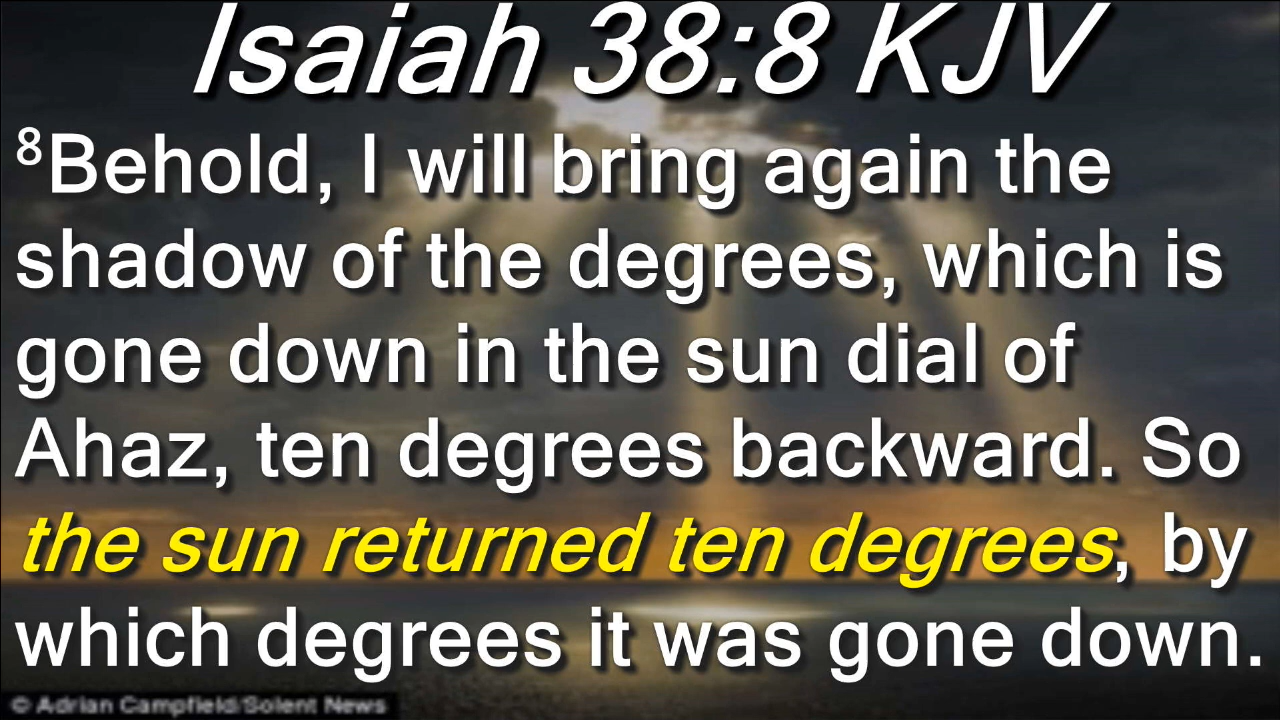 Isaiah 38:8 KJV
⁸Behold, I will bring again the
shadow of the degrees, which is
gone down in the sun dial of
Ahaz, ten degrees backward. So
the sun returned ten degrees, by
which degrees it was gone down.
© Adrian Campfield/Solent News